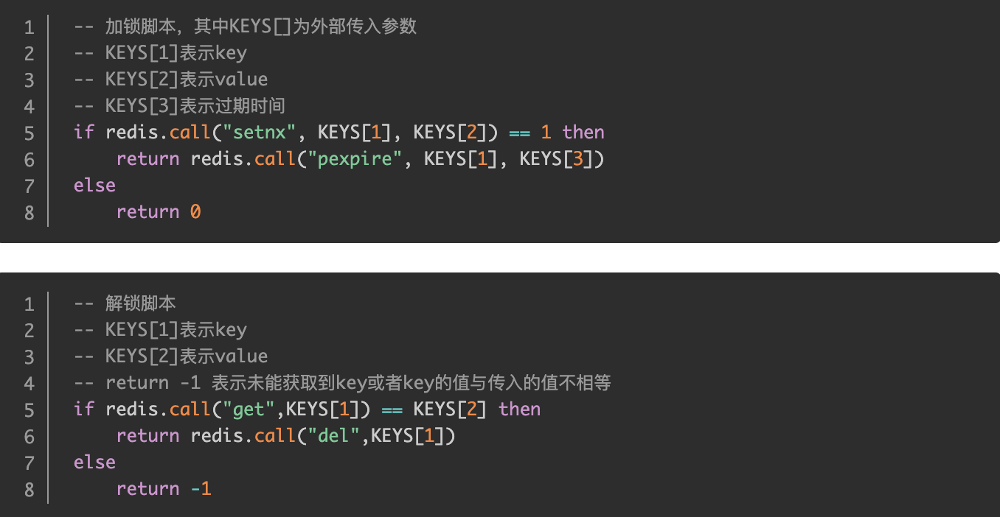 1 -- 加锁脚本，其中KEYS[]为外部传入参数
2 -- KEYS[1]表示key
3 -- KEYS[2]表示value
4 -- KEYS[3]表示过期时间
5 if redis.call("setnx", KEYS[1], KEYS[2]) == 1 then
6     return redis.call("pexpire", KEYS[1], KEYS[3])
7 else
8     return 0
1 -- 解锁脚本
2 -- KEYS[1]表示key
3 -- KEYS[2]表示value
4 -- return -1 表示未能获取到key或者key的值与传入的值不相等
5 if redis.call("get",KEYS[1]) == KEYS[2] then
6     return redis.call("del",KEYS[1])
7 else
8     return -1